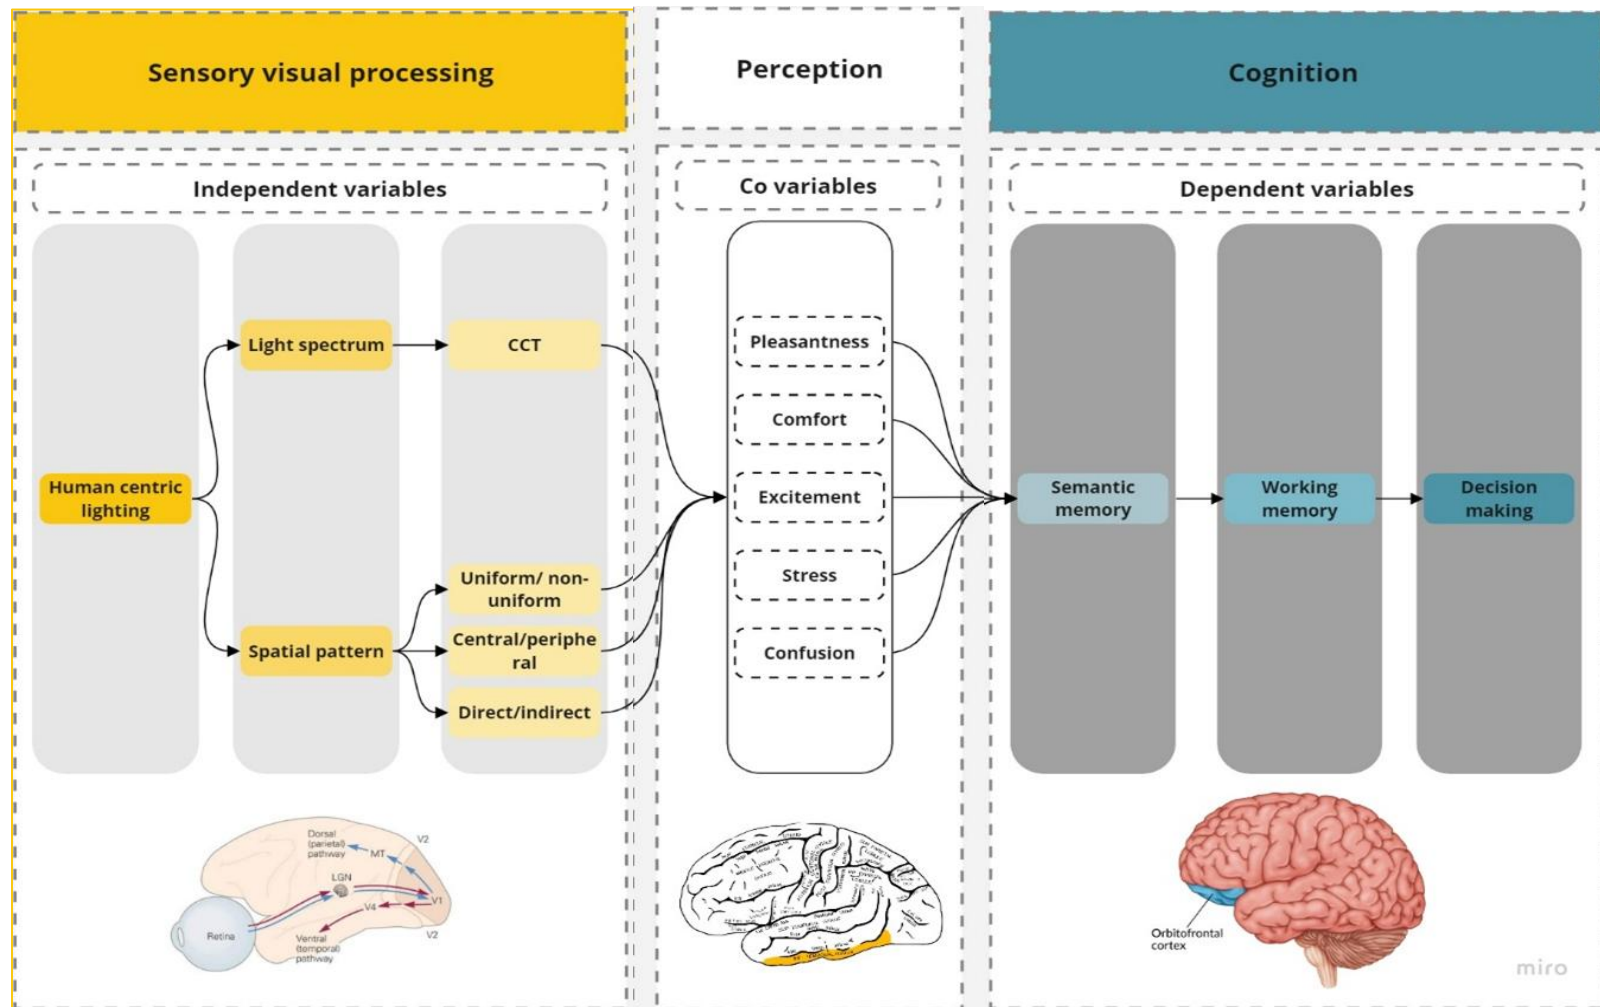 Sensory visual processing
Perception
Cognition
Independent variables
Co variables
Dependent variables
Light spectrum
CCT
Human centric
lighting
Uniform/ non-
uniform
Spatial pattern
Central/periphe
ral
Direct/indirect
Pleasantness
Comfort
Excitement
Stress
Confusion
Semantic
memory
Working
memory
Decision
making
Dorsal
(parietal)
pathway
MT
V2
LGN
V4
V1
Retina
V2
Ventral
(temporal)
pathway
Orbitofrontal
cortex
miro